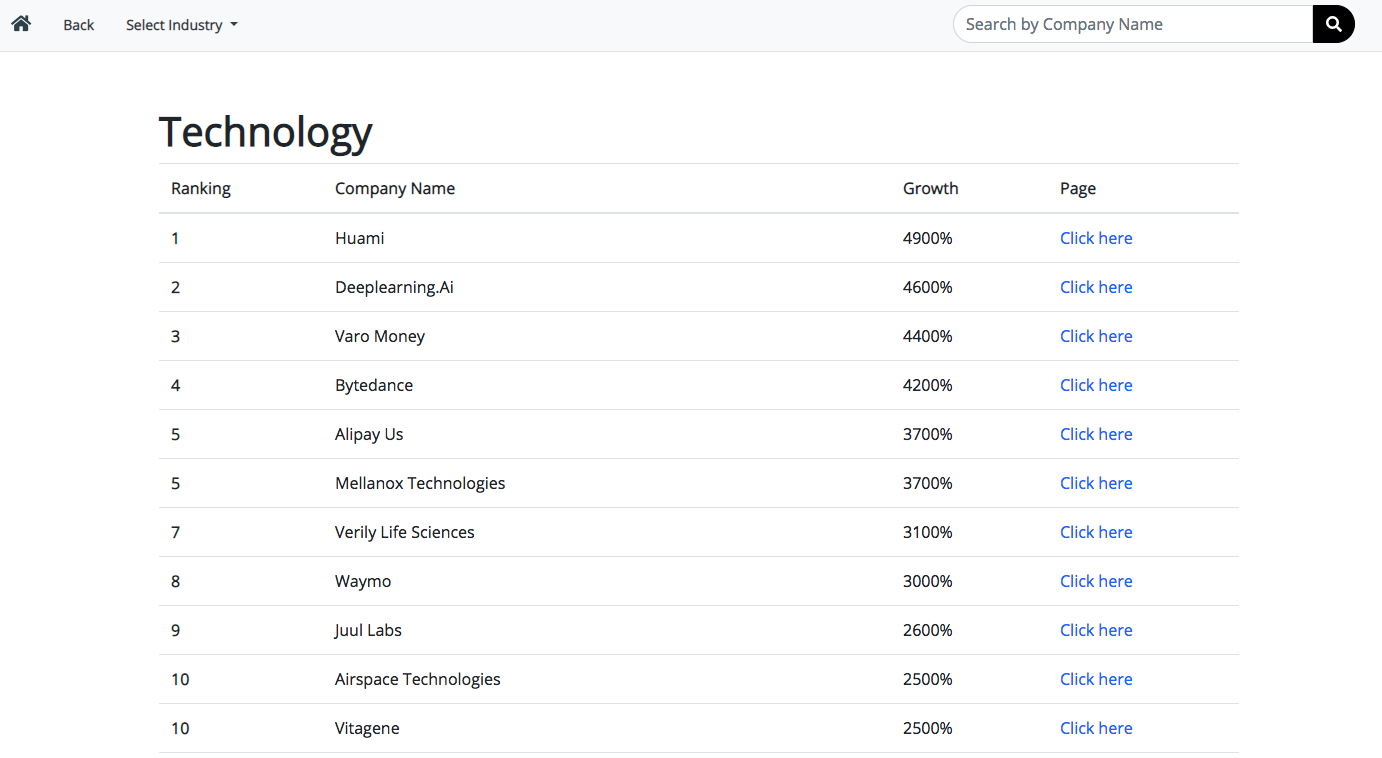 Back Select Industry Search by Company Name
Technology
Ranking Company Name Growth Page
1 Huami 4900% Click here
2 Deeplearning.Ai 4600% Click here
3 Varo Money 4400% Click here
4 Bytedance 4200% Click here
5 Alipay Us 3700% Click here
5 Mellanox Technologies 3700% Click here
7 Verily Life Sciences 3100% Click here
8 Waymo 3000% Click here
9 Juul Labs 2600% Click here
10 Airspace Technologies 2500% Click here
10 Vitagene 2500% Click here